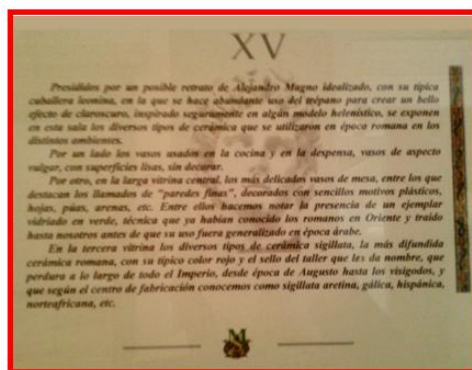 XV
Presididos por un posible retrato de Alejandro Magno idealizado, con su típica
cabellera leonina, en la que se hace abundante uso del trépano para crear un bello
efecto de claroscuro, inspirado seguramente en algún modelo helenístico, se exponen
en esta sala los diversos tipos de cerámica que se utilizaron en época romana en los
distintos ambientes.
Por un lado los vasos usados en la cocina y en la despensa, vasos de aspecto
vulgar, con superficies lisas, sin decorar.
Por otro, en la larga vitrina central, los más delicados vasos de mesa, entre los que
destacan los llamados de "paredes finas", decorados con sencillos motivos plásticos,
hojas, púas, arenas, etc. Entre ellos hacemos notar la presencia de un ejemplar
vidriado en verde, técnica que ya habían conocido los romanos en Oriente y traído
hasta nosotros antes de que su uso fuera generalizado en época árabe.
En la tercera vitrina los diversos tipos de cerámica sigillata, la más difundida
cerámica romana, con su típico color rojo y el sello del taller que les da nombre, que
perdura a lo largo de todo el Imperio, desde época de Augusto hasta los visigodos, y
que según el centro de fabricación conocemos como sigillata aretina, gálica, hispánica,
norteafricana, etc.